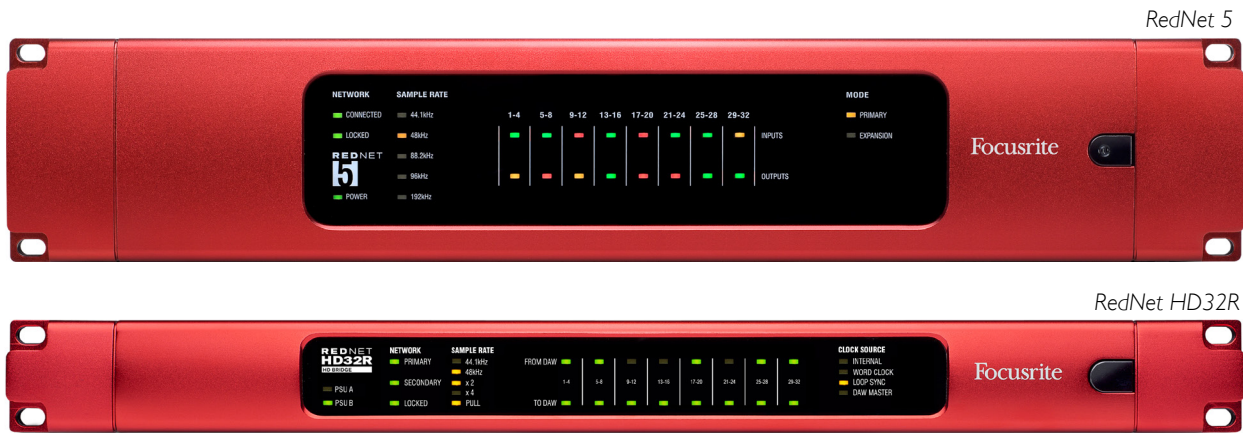 RedNet 5
NETWORK SAMPLE RATE MODE
CONNECTED 44.1kHz 1-4 5-8 9-12 13-16 17-20 21-24 25-28 29-32 PRIMARY
LOCKED 48kHz INPUTS EXPANSION
REDNET 88.2kHz Focusrite
5 96kHz OUTPUTS
POWER 192kHz
RedNet HD32R
REDNET NETWORK SAMPLE RATE CLOCK SOURCE
HD32R PRIMARY 44.1kHz FROM DAW INTERNAL
HD BRIDGE 48kHz WORD CLOCK Focusrite
PSU A SECONDARY x 2 1-4 5-8 9-12 13-16 17-20 21-24 25-28 29-32 LOOP SYNC
x 4 DAW MASTER
PSU B LOCKED PULL TO DAW